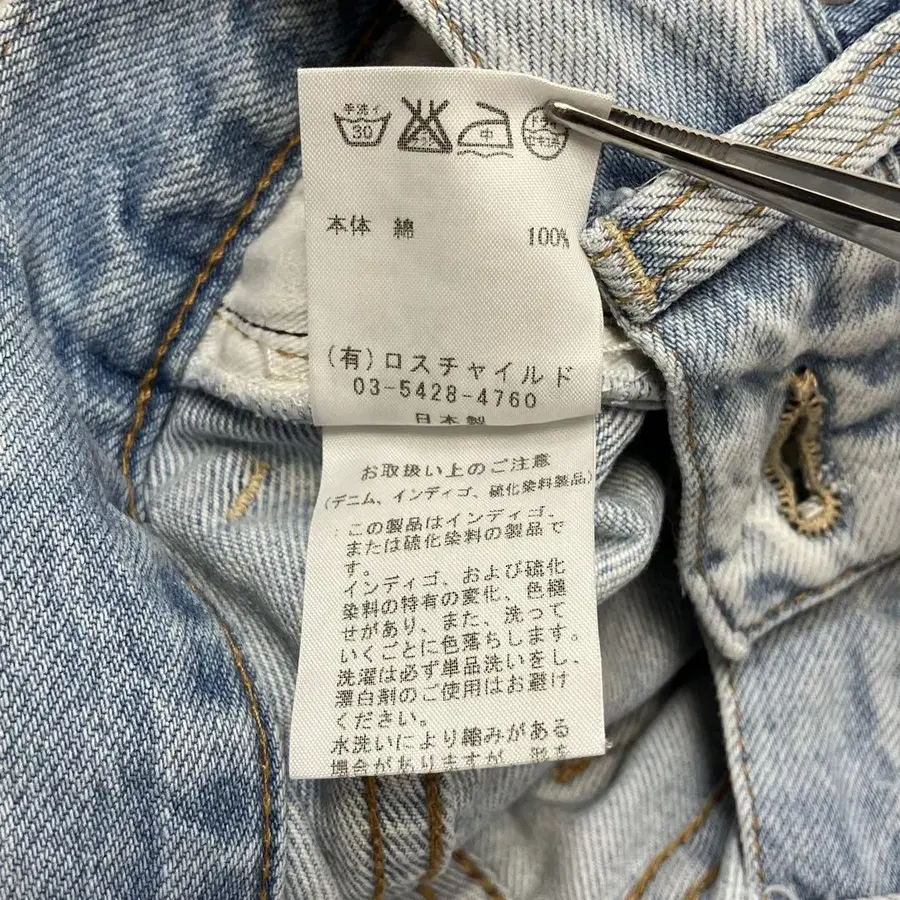 手洗イ
30
中
本体 綿 100%
(有)ロスチャイルド
03-5428-4760
日本製
お取扱い上のご注意
(デニム、インディゴ、硫化染料製品)
この製品はインディゴ、
または硫化染料の製品で
す。
インディゴ、および硫化
染料の特有の変化、色褪
せがあり、また、洗って
いくごとに色落ちします。
洗濯は必ず単品洗いをし、
漂白剤のご使用はお避け
ください。
水洗いにより縮みがある
場合がありますが、形を